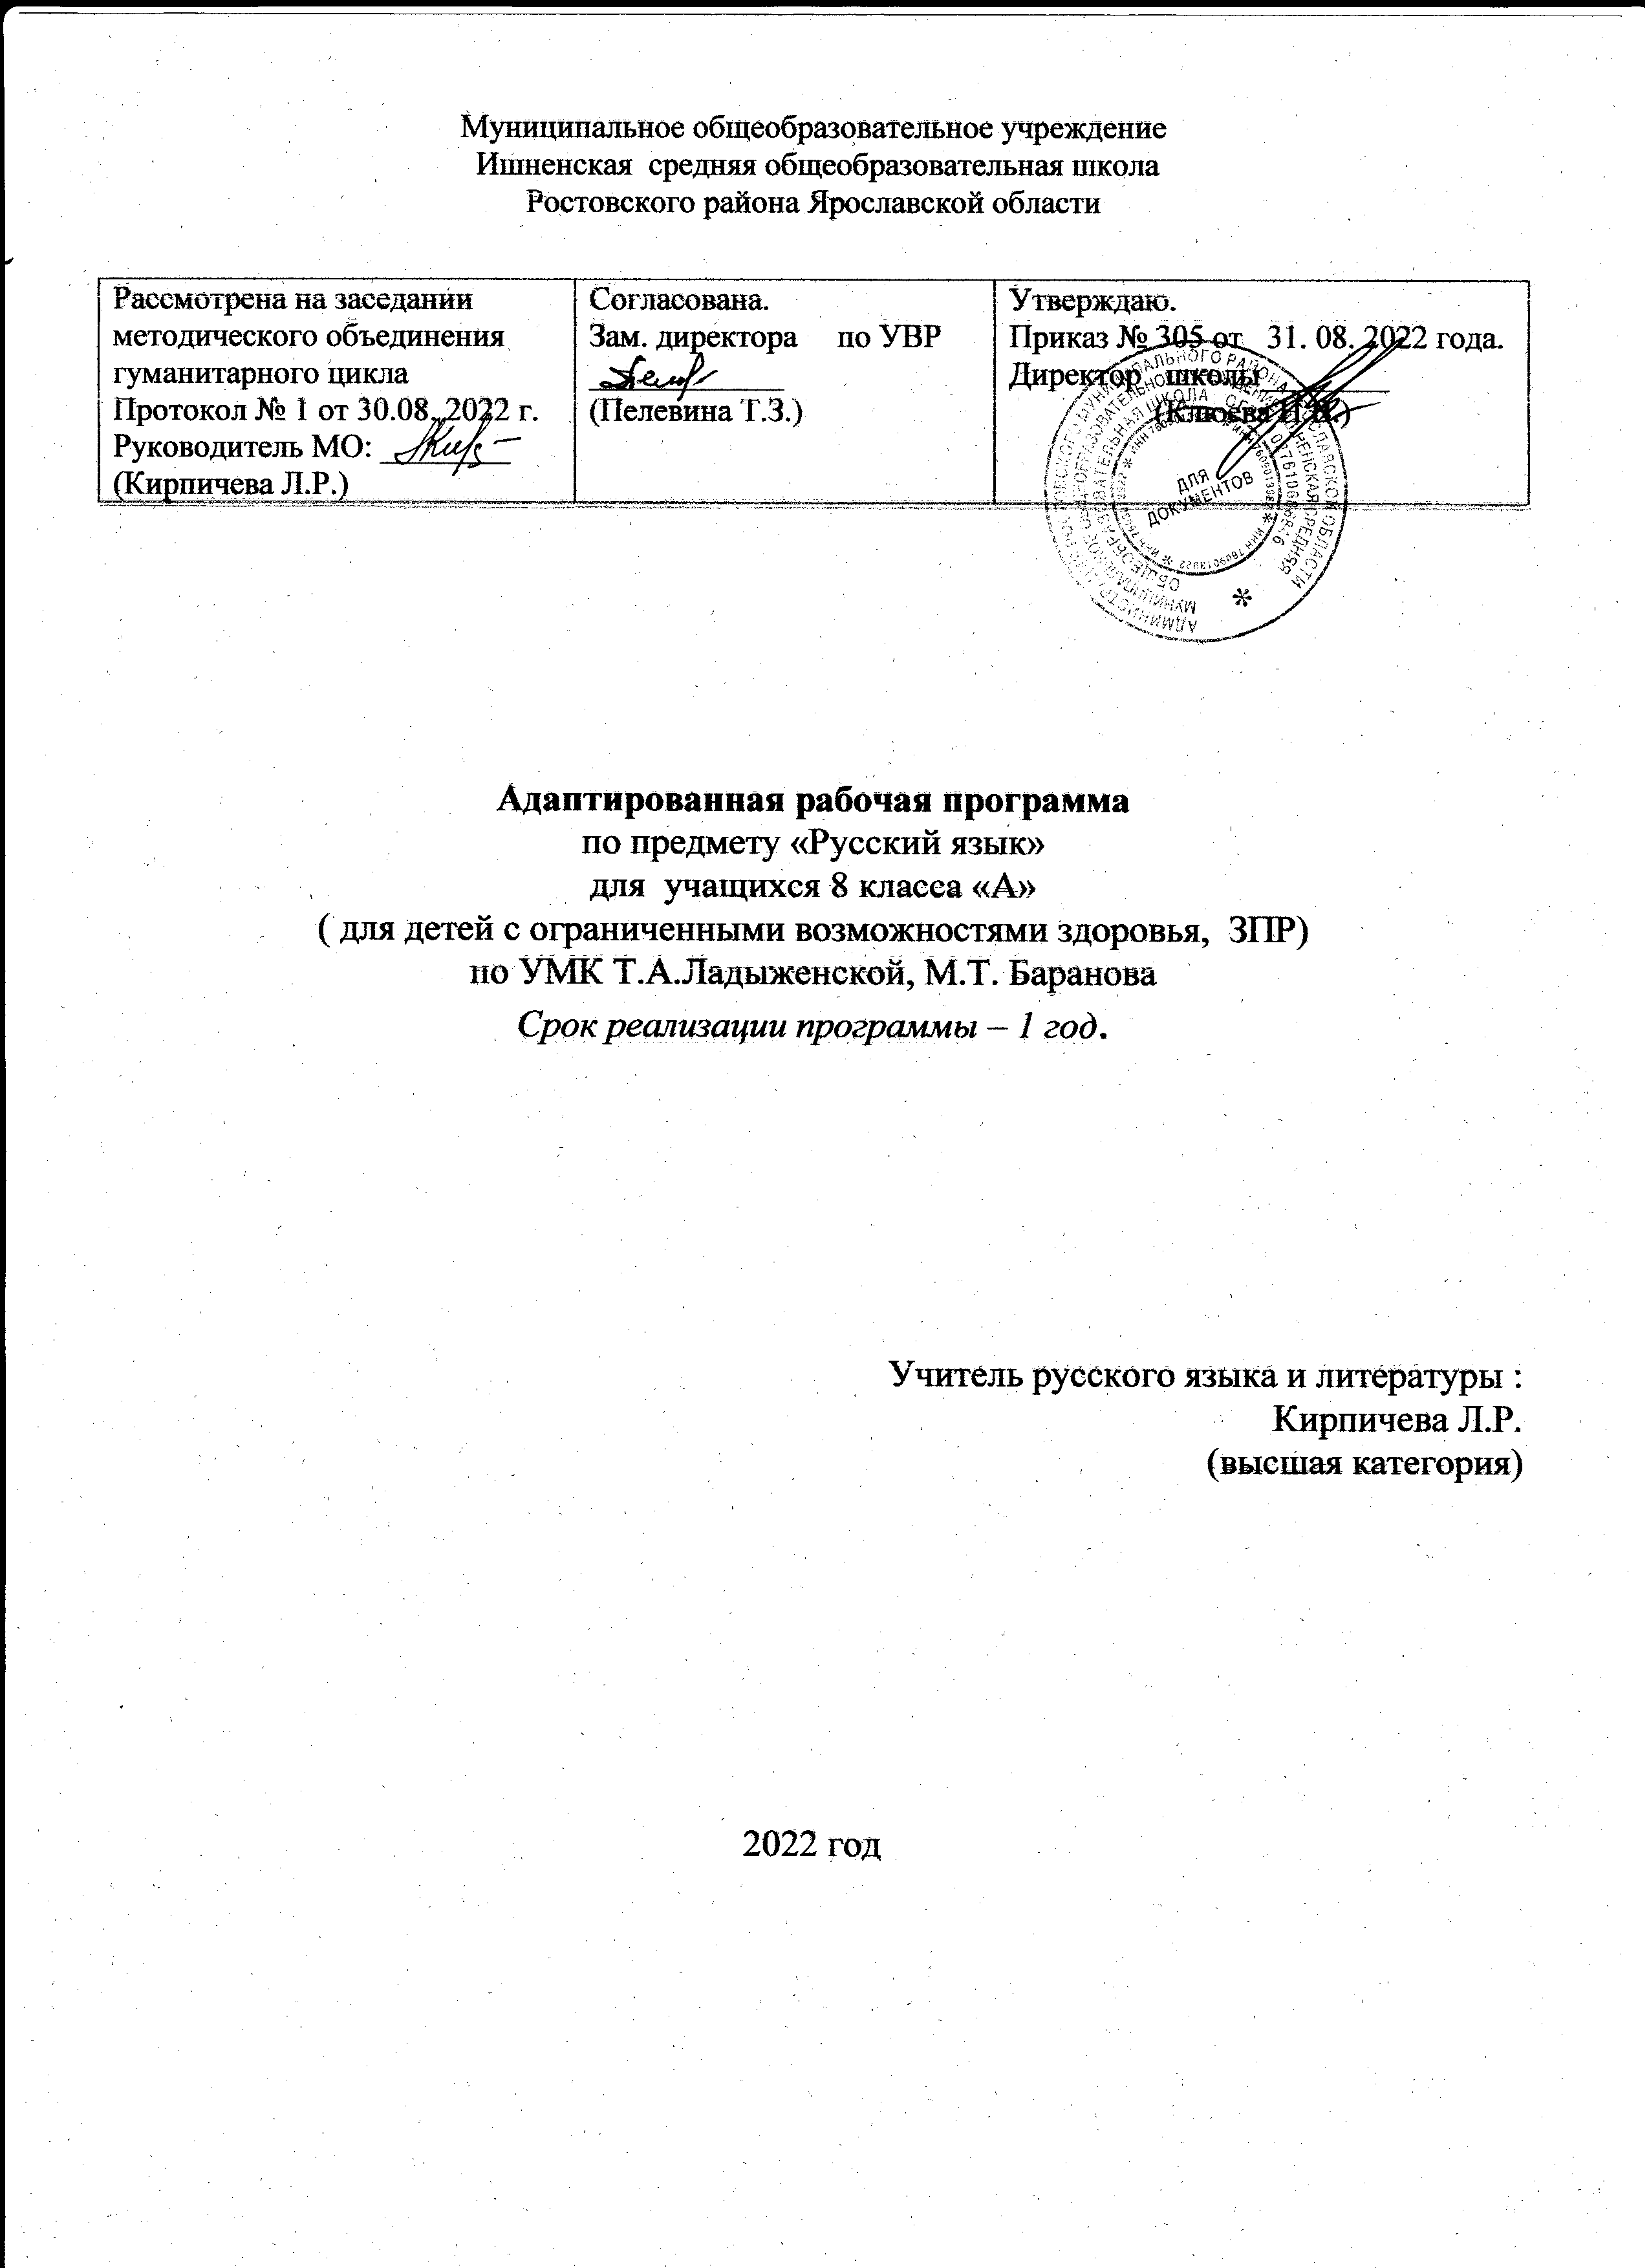 Муниципальное общеобразовательное учреждение
Ишненская средняя общеобразовательная школа
Ростовского района Ярославской области
Рассмотрена на заседании
методического объединения
гуманитарного цикла
Протокол № 1 от 30.08. 2022 г.
Руководитель МО:
(Кирпичева Л.Р.)
Согласована.
Зам. директора по УВР
(Пелевина Т.З.)
Утверждаю.
Приказ № 305 от 31. 08. 2022 года.
Директор школы
(Клюева
ДЛЯ
ДОКУМЕНТОВ
Адаптированная рабочая программа
по предмету «Русский язык»
для учащихся 8 класса «А»
( для детей с ограниченными возможностями здоровья, ЗПР)
по УМК Т.А.Ладыженской, М.Т. Баранова
Срок реализации программы – 1 год.
Учитель русского языка и литературы :
Кирпичева Л.Р.
(высшая категория)
2022 год